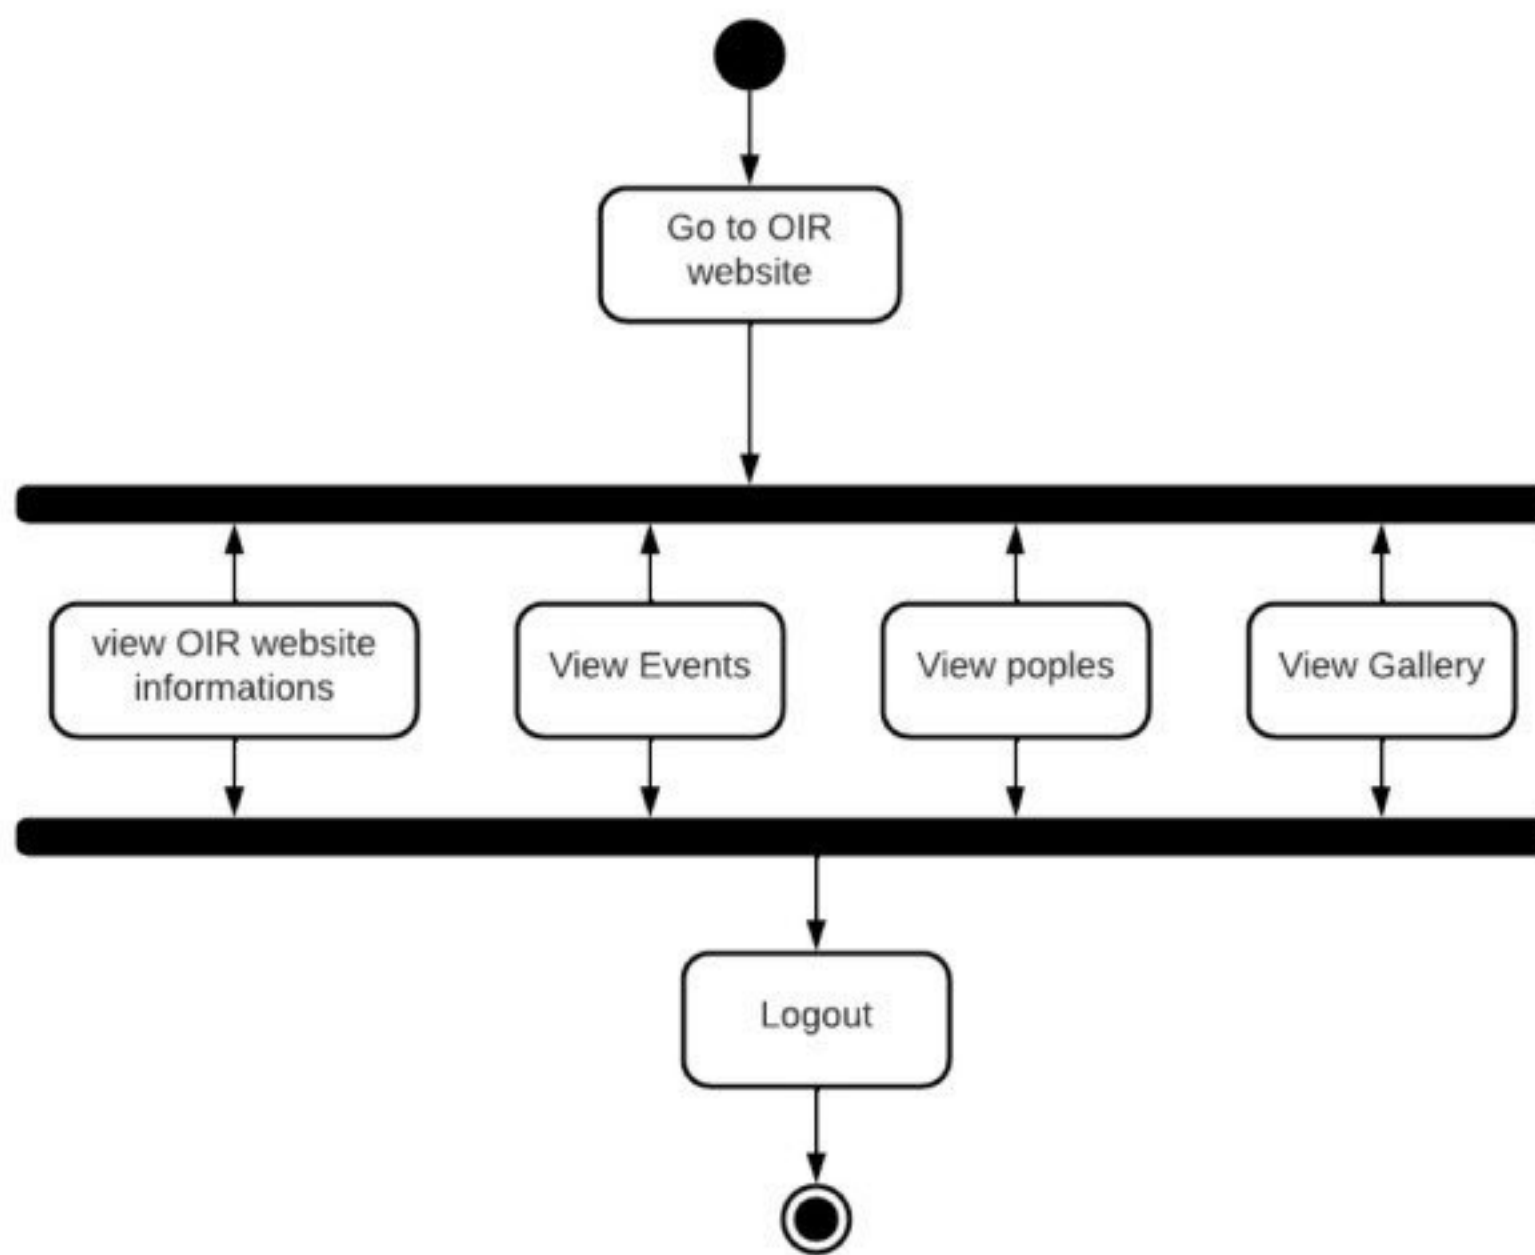 Go to OIR
website
view OIR website
informations
View Events
View poples
View Gallery
Logout